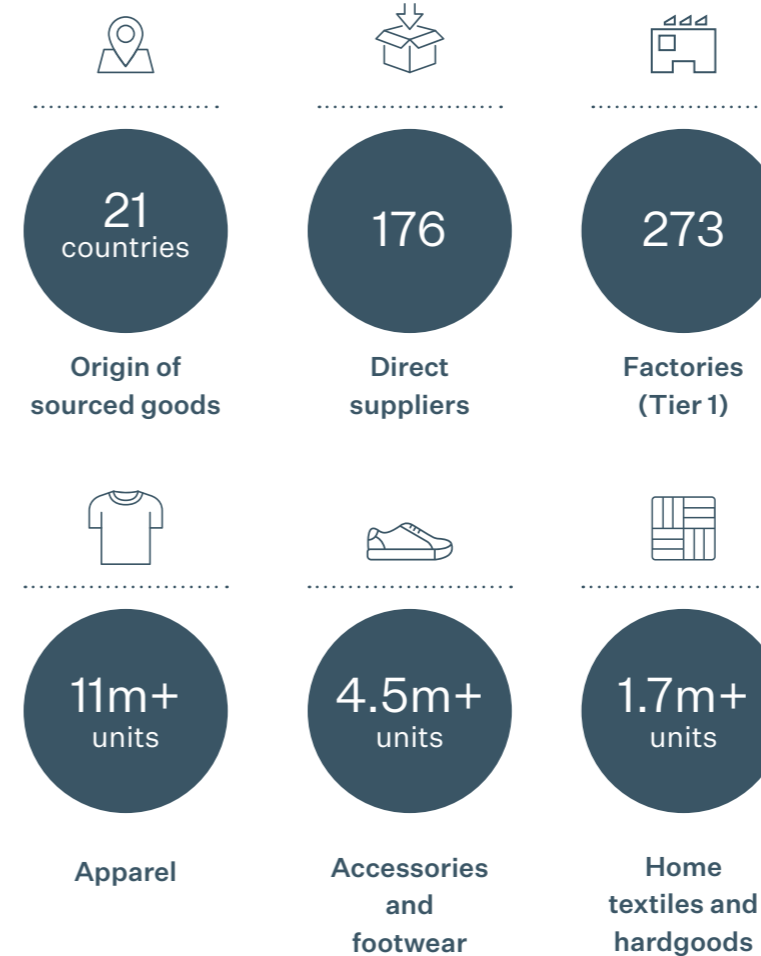 21
countries
176
273
Origin of
sourced goods
Direct
suppliers
Factories
(Tier 1)
11m+
units
4.5m+
units
1.7m+
units
Apparel
Accessories
and
footwear
Home
textiles and
hardgoods